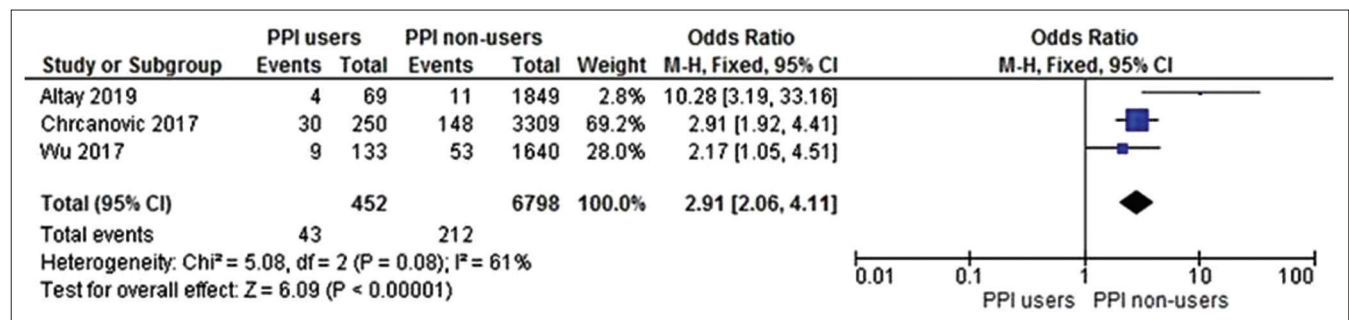 PPI users PPI non-users Odds Ratio Odds Ratio
Study or Subgroup Events Total Events Total Weight M-H, Fixed, 95% CI M-H, Fixed, 95% CI
Altay 2019 4 69 11 1849 2.8% 10.28 [3.19, 33.16]
Chrcanovic 2017 30 250 148 3309 69.2% 2.91 [1.92, 4.41]
Wu 2017 9 133 53 1640 28.0% 2.17 [1.05, 4.51]
Total (95% CI) 452 6798 100.0% 2.91 [2.06, 4.11]
Total events 43 212
Heterogeneity: Chi² = 5.08, df = 2 (P = 0.08); I² = 61%
Test for overall effect: Z = 6.09 (P < 0.00001)
0.01 0.1 1 10 100
PPI users PPI non-users